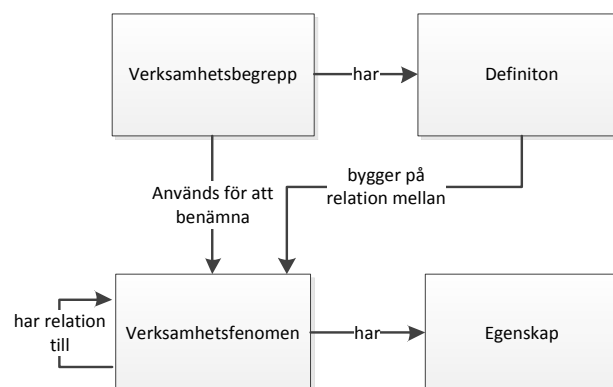 Verksamhetsbegrepp
har
Definiton
Används för att
benämna
bygger på
relation mellan
har relation
till
Verksamhetsfenomen
har
Egenskap